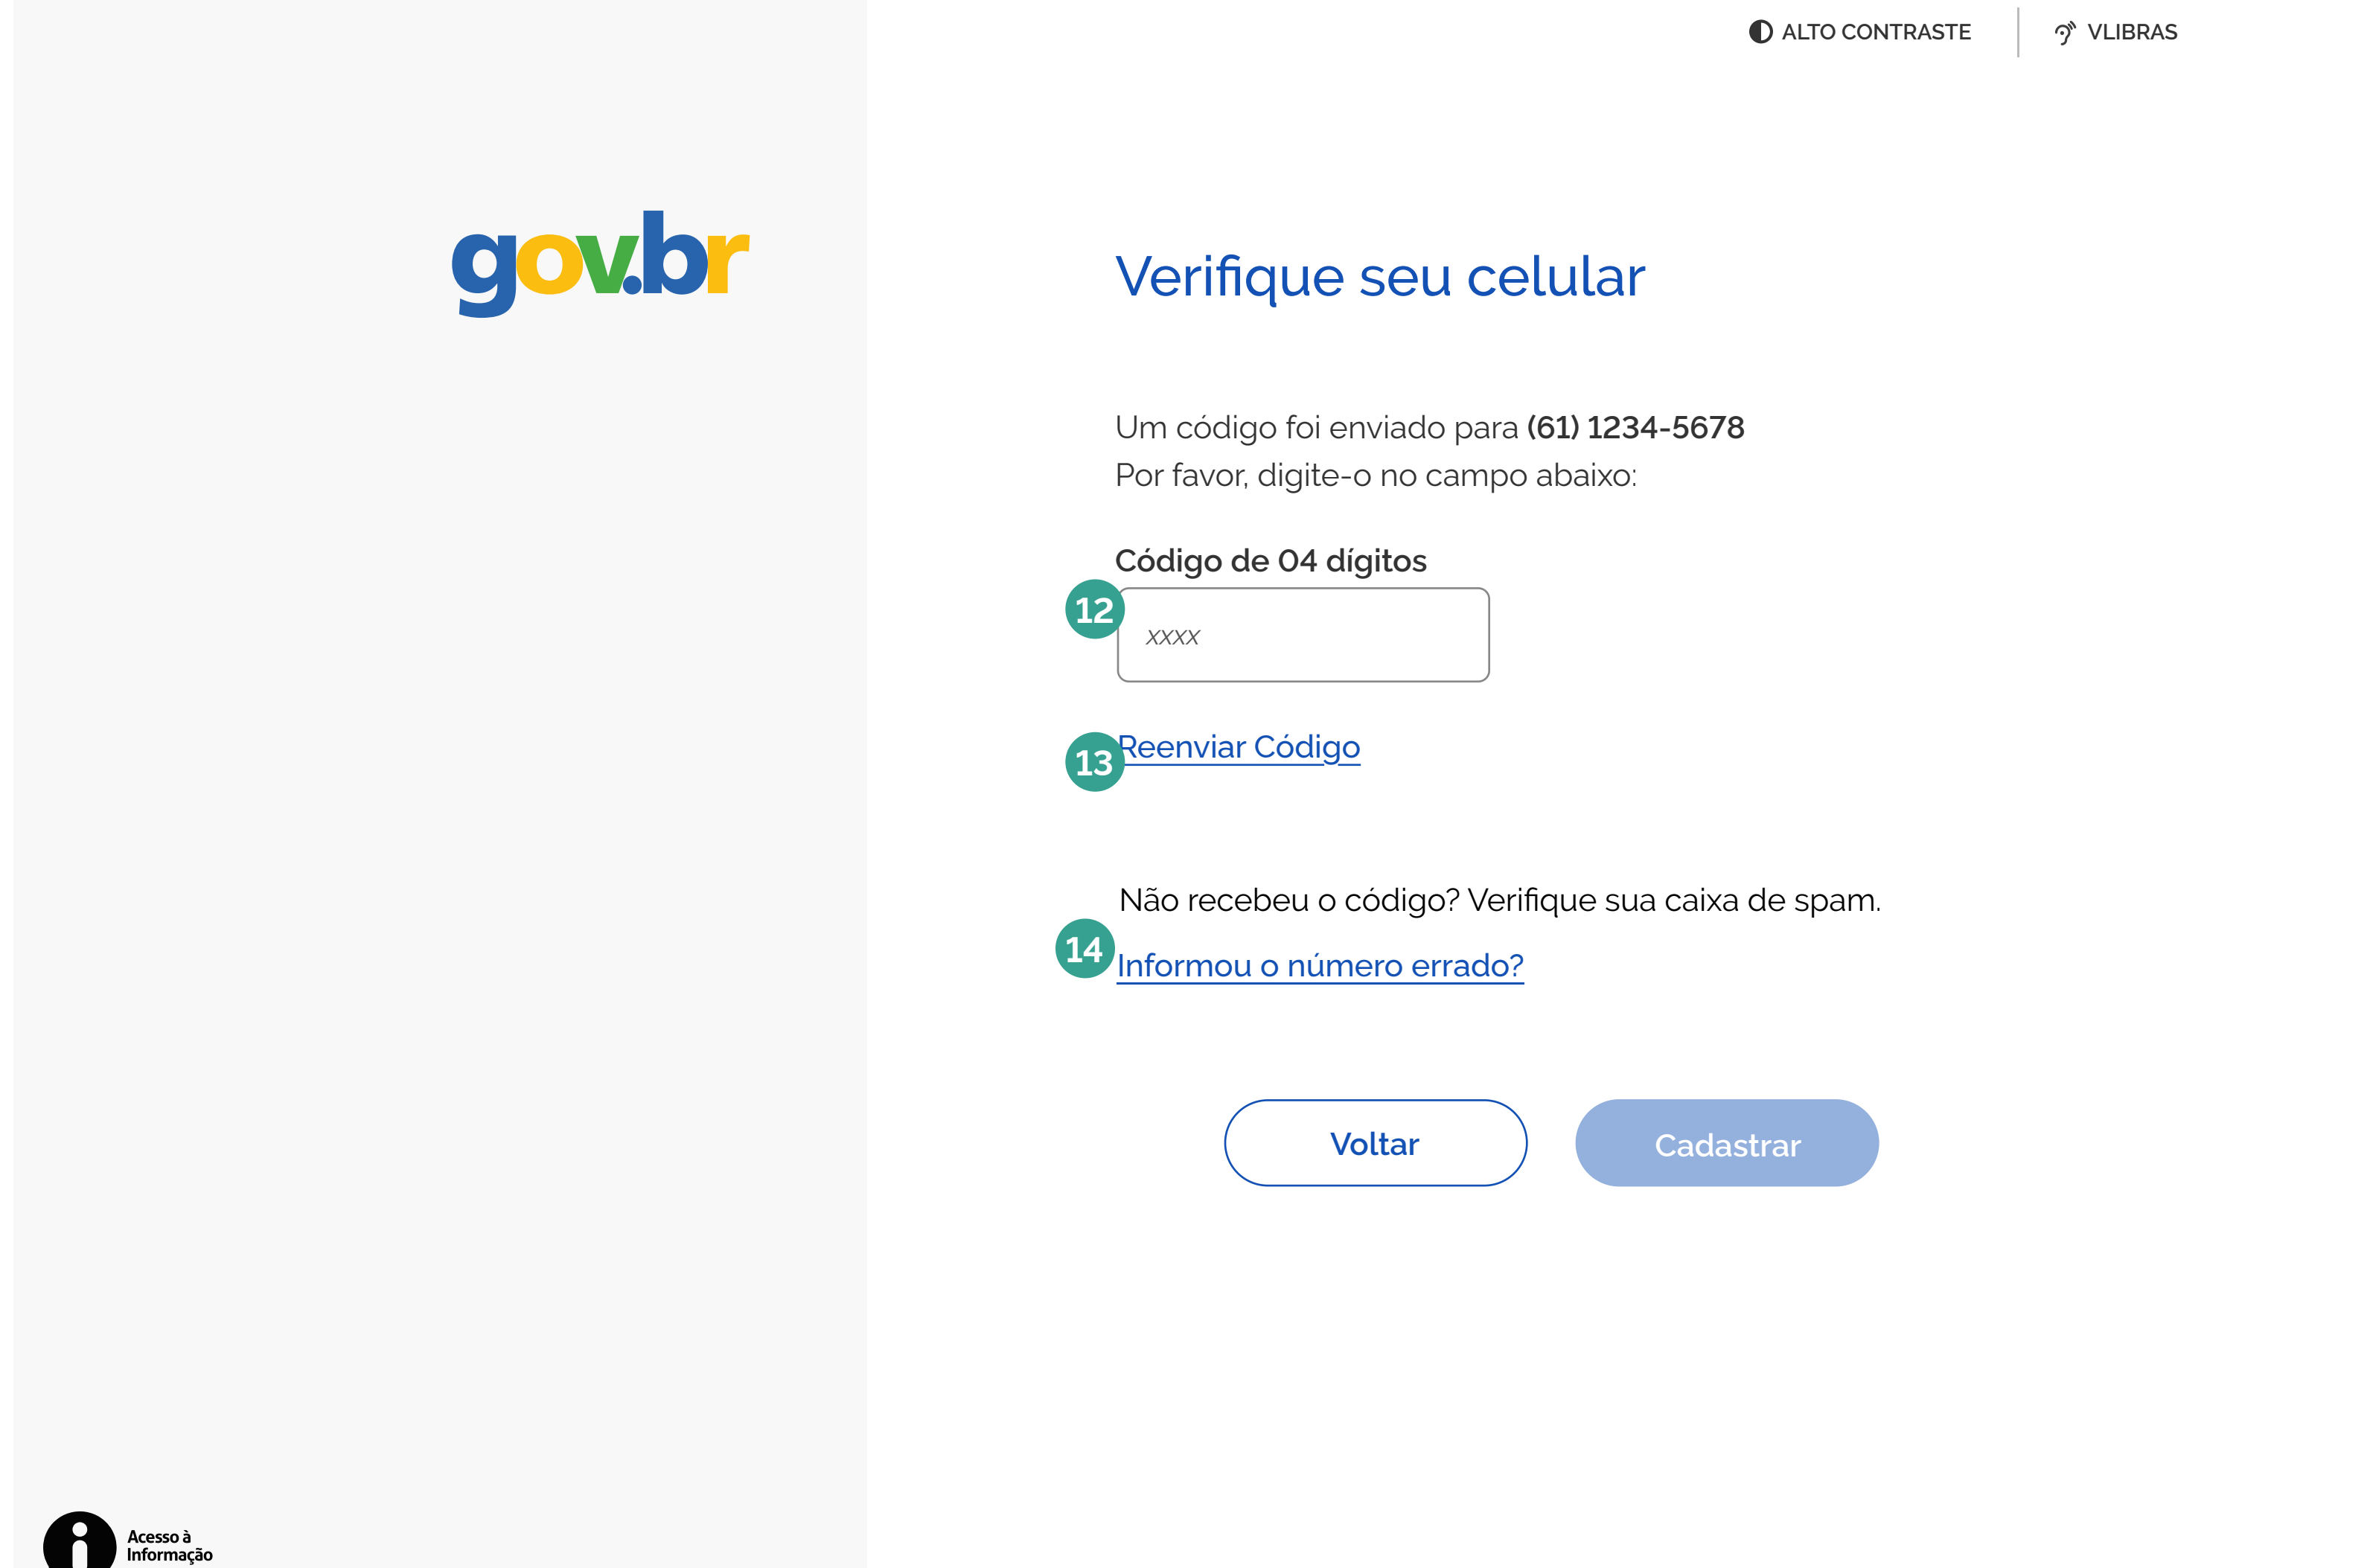 ALTO CONTRASTE
VLIBRAS
gov.br
Verifique seu celular
Um código foi enviado para (61) 1234-5678
Por favor, digite-o no campo abaixo:
Código de 04 dígitos
12
xxxx
13
Reenviar Código
Não recebeu o código? Verifique sua caixa de spam.
14
Informou o número errado?
Voltar
Cadastrar
Acesso à
Informação